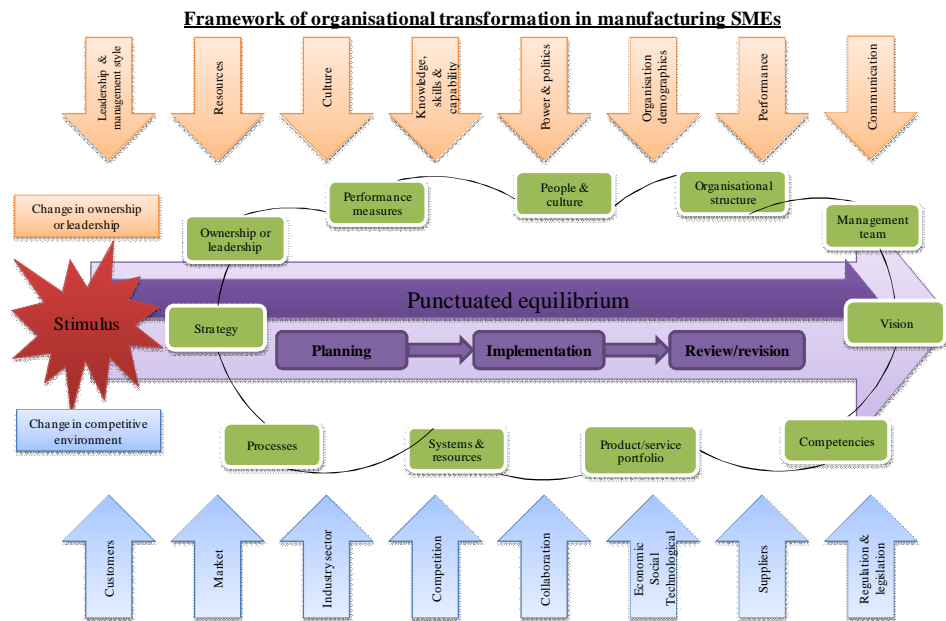 Framework of organisational transformation in manufacturing SMEs
Leadership &
management style
Resources
Culture
Knowledge,
skills &
capability
Power & politics
Organisation
demographics
Performance
Communication
Change in ownership
or leadership
Ownership or
leadership
Performance
measures
People &
culture
Organisational
structure
Management
team
Punctuated equilibrium
Stimulus
Strategy
Planning
Implementation
Review/revision
Vision
Change in competitive
environment
Processes
Systems &
resources
Product/service
portfolio
Competencies
Customers
Market
Industry sector
Competition
Collaboration
Economic
Social
Technological
Suppliers
Regulation &
legislation